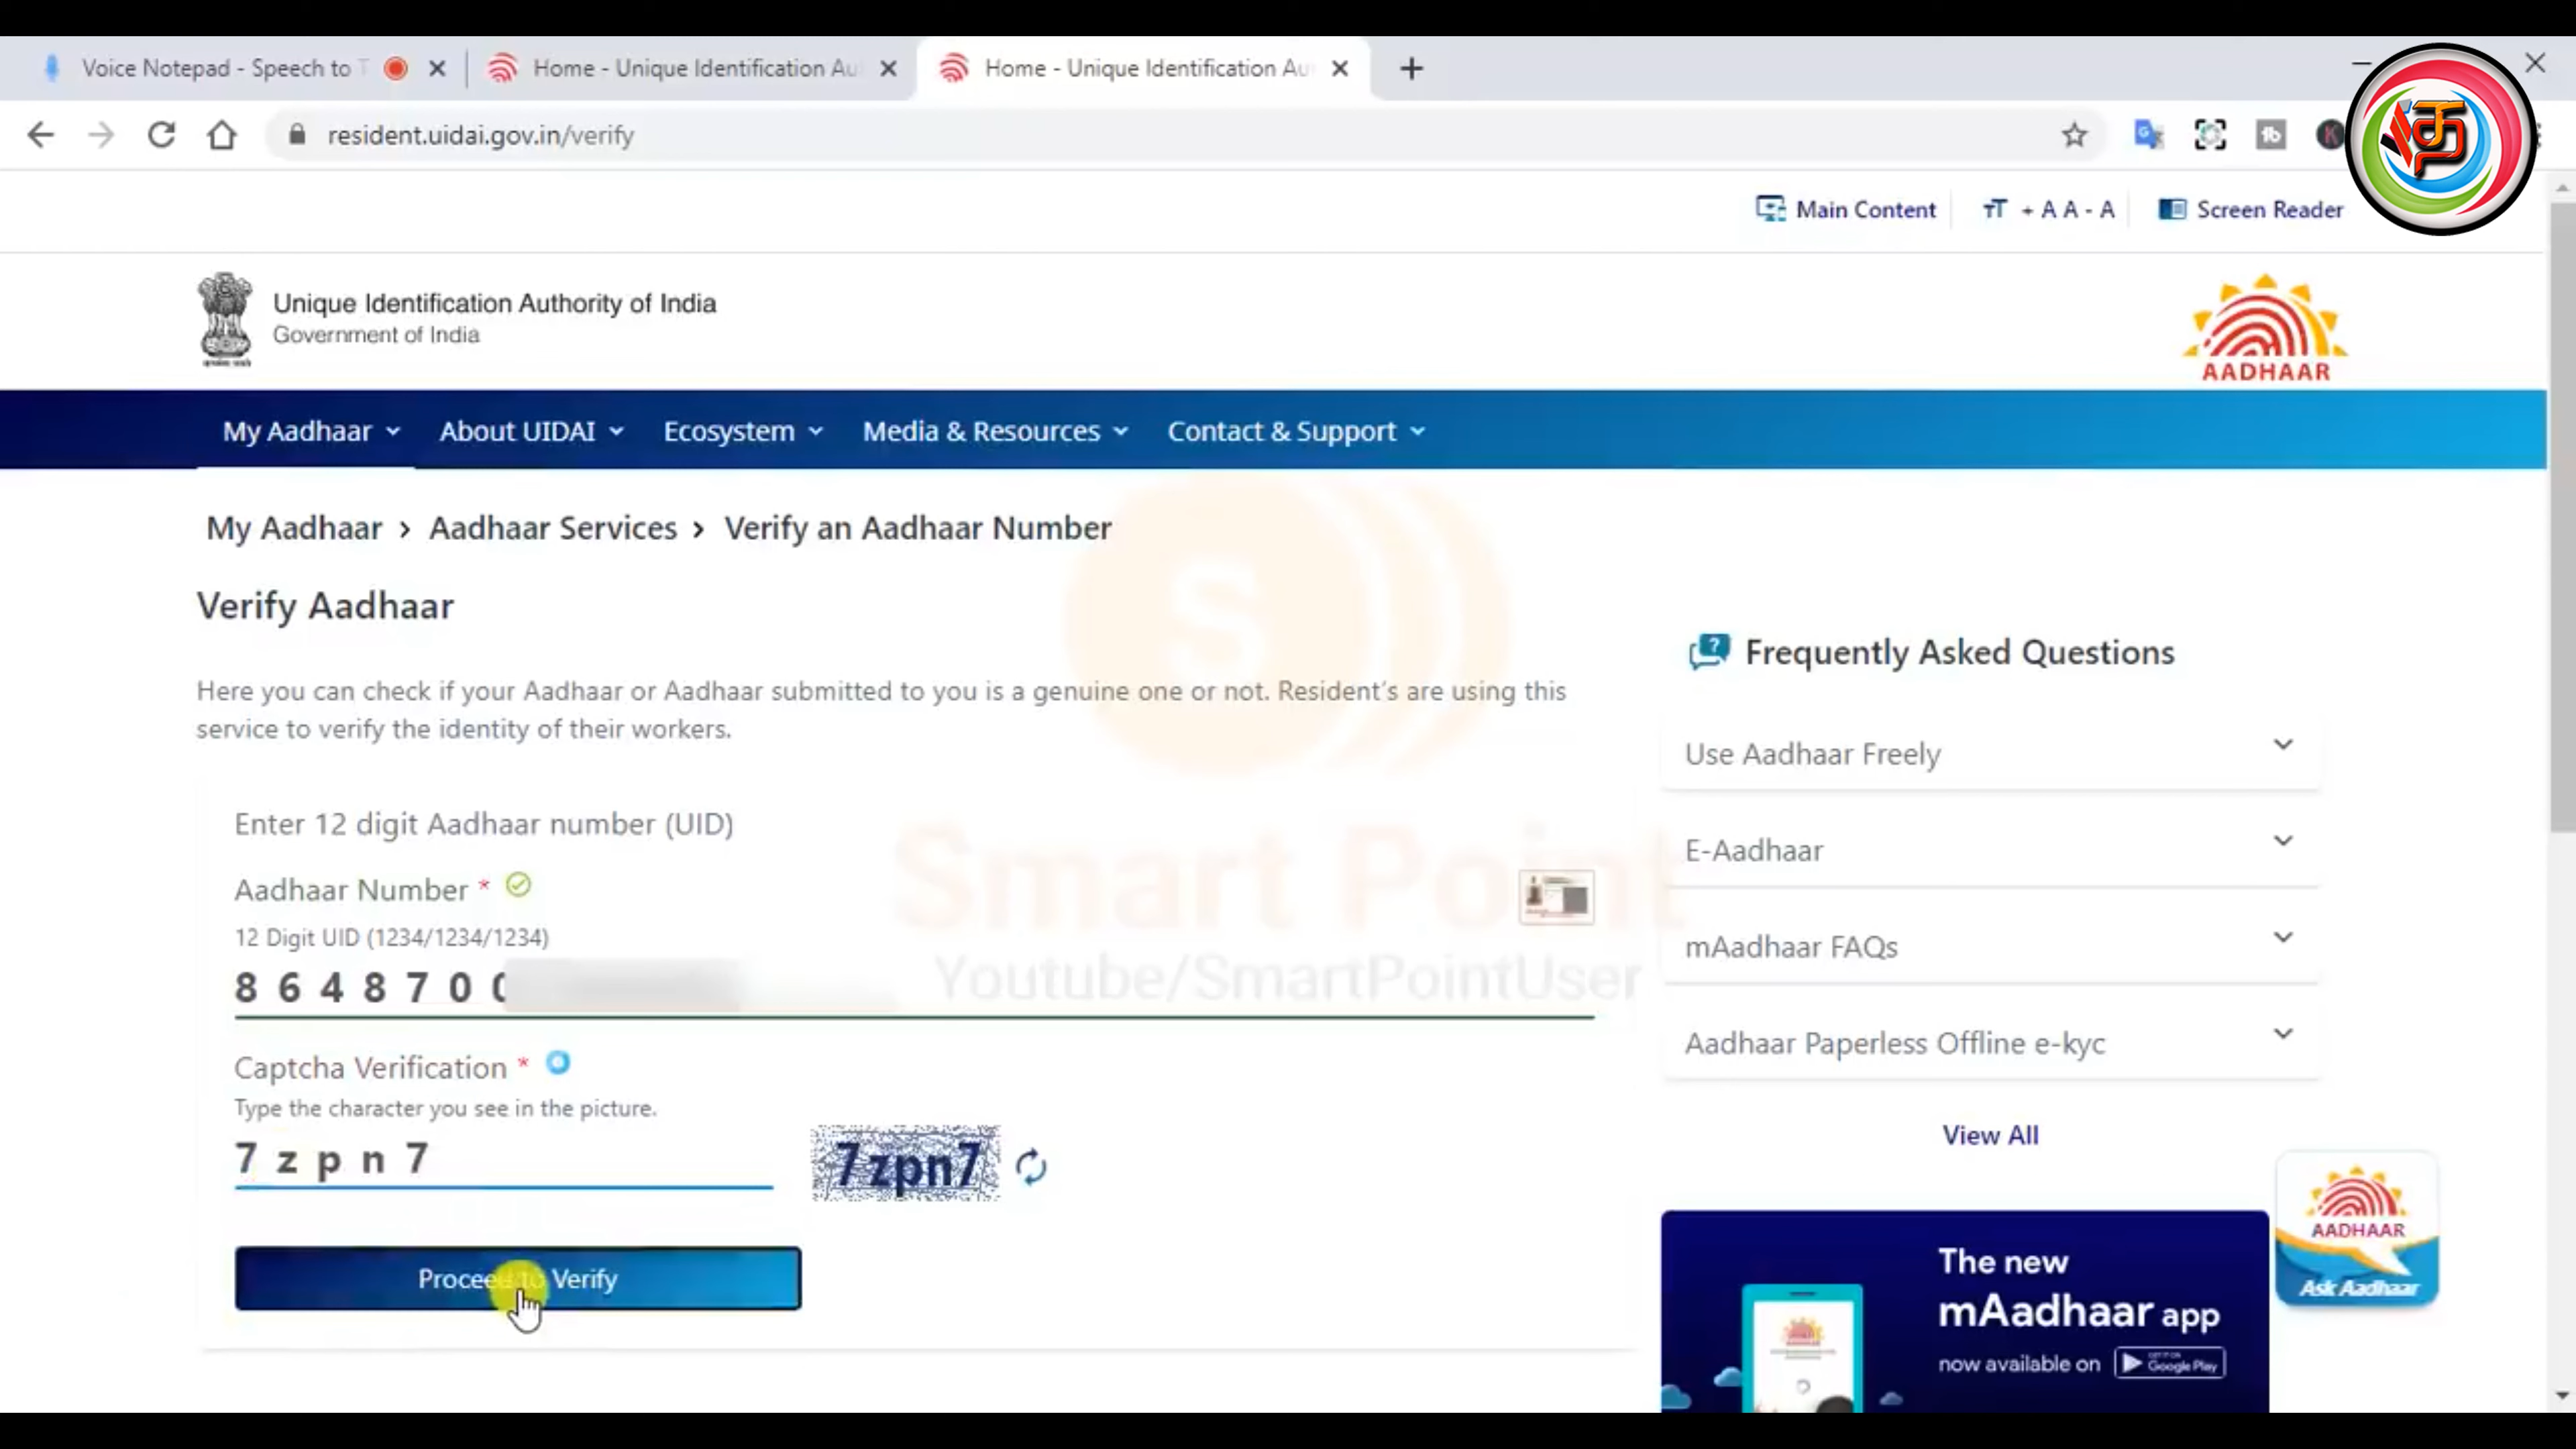 Voice Notepad - Speech to T
Home - Unique Identification Au
Home - Unique Identification Au
resident.uidai.gov.in/verify
Main Content
+ A A - A
Screen Reader
Unique Identification Authority of India
Government of India
AADHAAR
My Aadhaar
About UIDAI
Ecosystem
Media & Resources
Contact & Support
My Aadhaar > Aadhaar Services > Verify an Aadhaar Number
Verify Aadhaar
Here you can check if your Aadhaar or Aadhaar submitted to you is a genuine one or not. Resident's are using this
service to verify the identity of their workers.
Enter 12 digit Aadhaar number (UID)
Aadhaar Number *
12 Digit UID (1234/1234/1234)
8 6 4 8 7 0
Captcha Verification *
Type the character you see in the picture.
7 z p n 7
7zpn7
Proceed to Verify
S
Smart Point
Youtube/SmartPointUser
Frequently Asked Questions
Use Aadhaar Freely
E-Aadhaar
mAadhaar FAQs
Aadhaar Paperless Offline e-kyc
View All
The new
mAadhaar app
now available on
GET IT ON
Google Play
AADHAAR
Ask Aadhaar